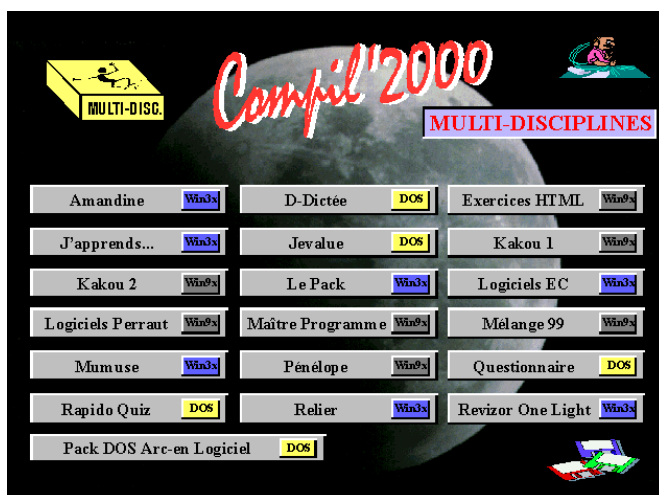 Compil'2000
MULTI-DISC.
MULTI-DISCIPLINES
Amandine Win3x D-Dictée DOS Exercices HTML Win9x
J'apprends... Win3x Jevalue DOS Kakou 1 Win9x
Kakou 2 Win9x Le Pack Win3x Logiciels EC Win3x
Logiciels Perraut Win9x Maître Programme Win9x Mélange 99 Win9x
Mumuse Win3x Pénélope Win9x Questionnaire DOS
Rapido Quiz DOS Relier Win3x Revizor One Light Win3x
Pack DOS Arc-en Logiciel DOS